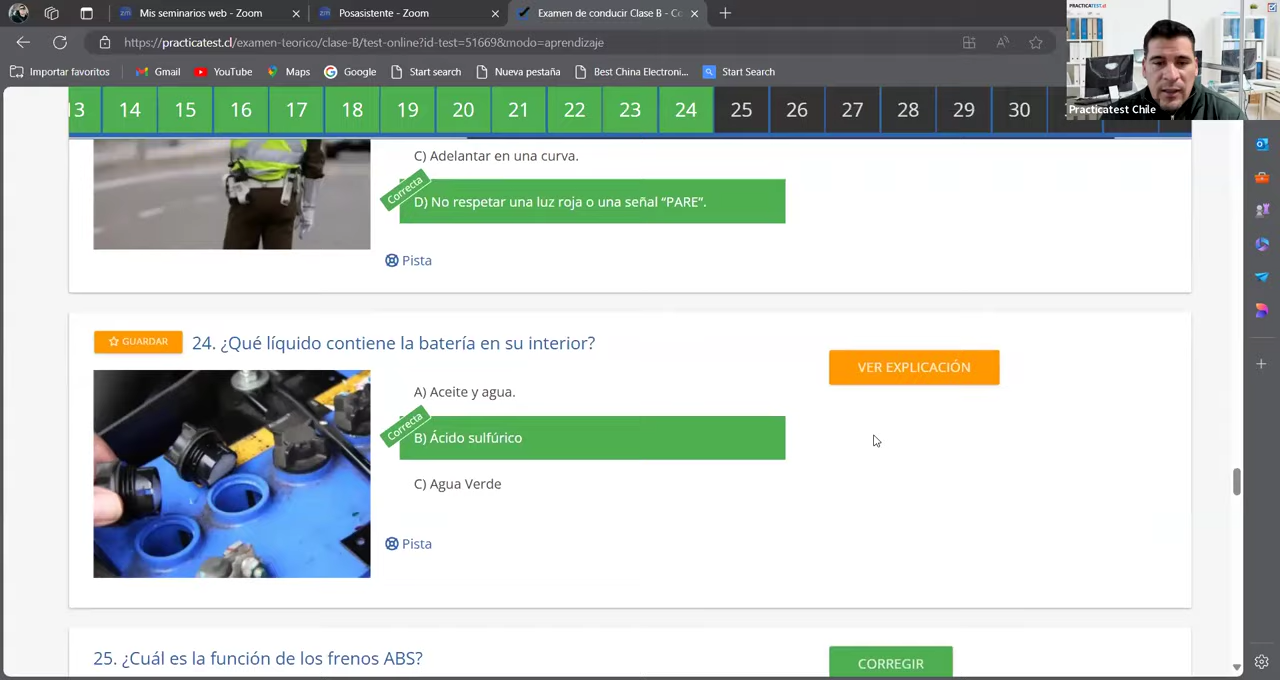 Mis seminarios web - Zoom
Posasistente - Zoom
Examen de conducir Clase B - Co
https://practicatest.cl/examen-teorico/clase-B/test-online?id-test=51669&modo=aprendizaje
Importar favoritos
Gmail
YouTube
Maps
Google
Start search
Nueva pestaña
Best China Electroni...
Start Search
PRACTICATEST.cl
Practicatest Chile
13 14 15 16 17 18 19 20 21 22 23 24 25 26 27 28 29 30
C) Adelantar en una curva.
Correcta
D) No respetar una luz roja o una señal “PARE”.
Pista
GUARDAR
24. ¿Qué líquido contiene la batería en su interior?
VER EXPLICACIÓN
A) Aceite y agua.
Correcta
B) Ácido sulfúrico
C) Agua Verde
Pista
25. ¿Cuál es la función de los frenos ABS?
CORREGIR